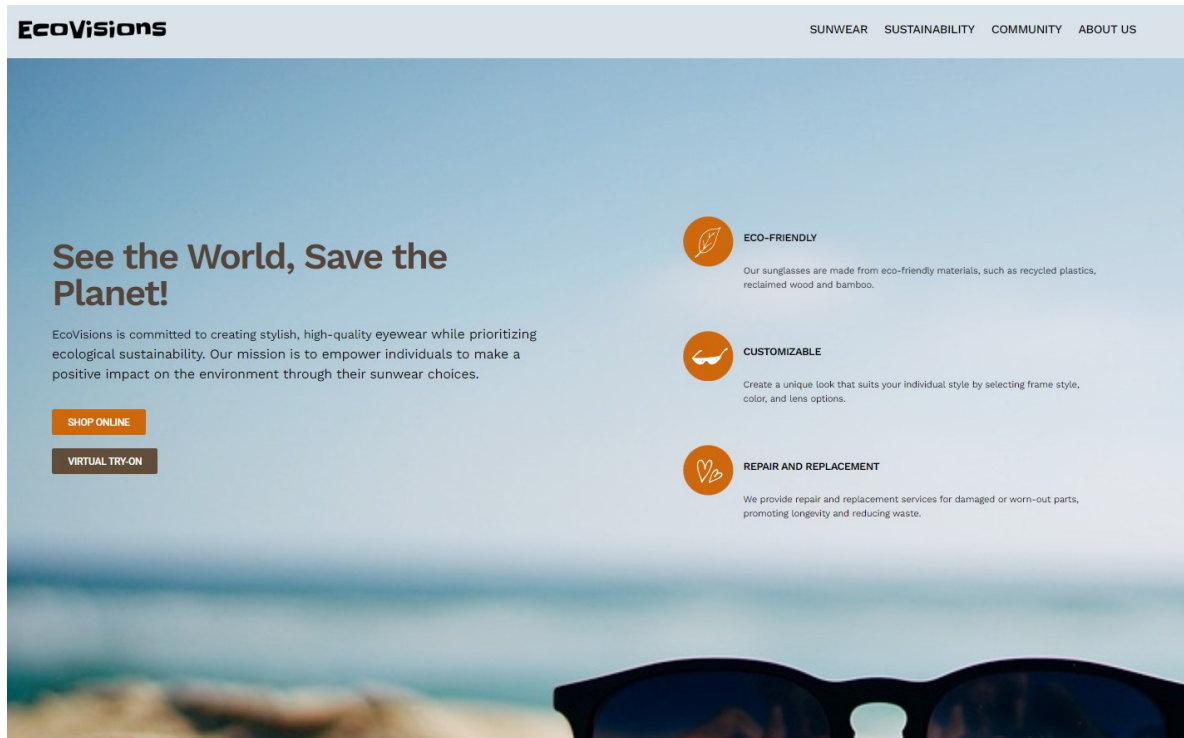 EcoVisions
SUNWEAR SUSTAINABILITY COMMUNITY ABOUT US
See the World, Save the
Planet!
EcoVisions is committed to creating stylish, high-quality eyewear while prioritizing
ecological sustainability. Our mission is to empower individuals to make a
positive impact on the environment through their sunwear choices.
SHOP ONLINE
VIRTUAL TRY-ON
ECO-FRIENDLY
Our sunglasses are made from eco-friendly materials, such as recycled plastics,
reclaimed wood and bamboo.
CUSTOMIZABLE
Create a unique look that suits your individual style by selecting frame style,
color, and lens options.
REPAIR AND REPLACEMENT
We provide repair and replacement services for damaged or worn-out parts,
promoting longevity and reducing waste.